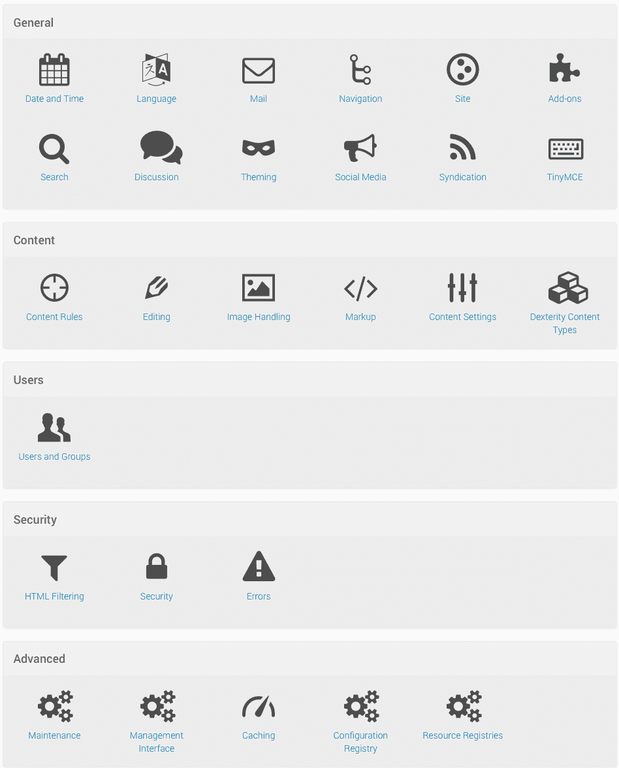 General
Date and Time
Language
Mail
Navigation
Site
Add-ons
Search
Discussion
Theming
Social Media
Syndication
TinyMCE
Content
Content Rules
Editing
Image Handling
Markup
Content Settings
Dexterity Content
Types
Users
Users and Groups
Security
HTML Filtering
Security
Errors
Advanced
Maintenance
Management
Interface
Caching
Configuration
Registry
Resource Registries